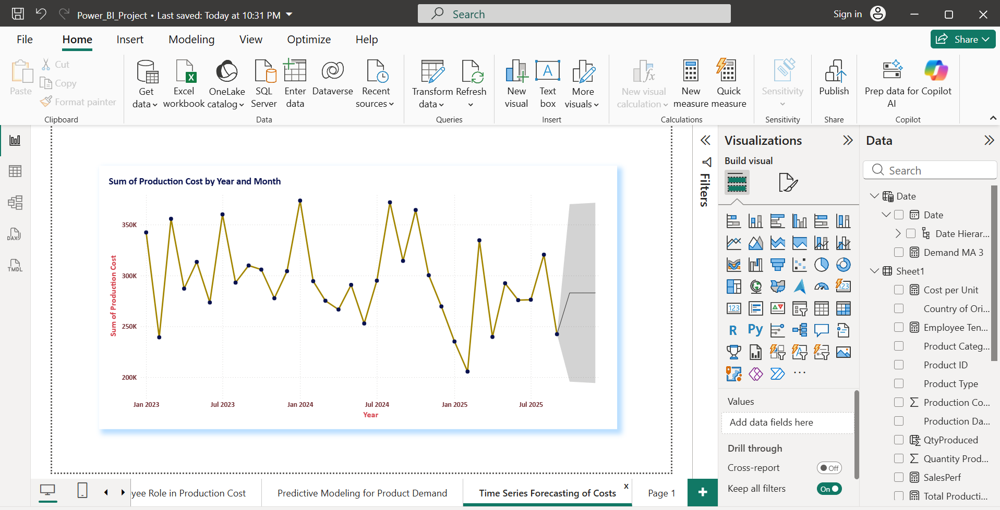 Power_BI_Project • Last saved: Today at 10:31 PM
Search
Sign in
File
Home
Insert
Modeling
View
Optimize
Help
Share
Paste
Cut
Copy
Format painter
Clipboard
Get
data
Excel
workbook
OneLake
catalog
SQL
Server
Enter
data
Dataverse
Recent
sources
Data
Transform
data
Refresh
Queries
New
visual
Text
box
More
visuals
Insert
New visual
calculation
New
measure
Quick
measure
Calculations
Sensitivity
Sensitivity
Publish
Share
Prep data for
AI
Copilot
Copilot
DAX
TMDL
Sum of Production Cost by Year and Month
Sum of Production Cost
350K
300K
250K
200K
Jan 2023
Jul 2023
Jan 2024
Jul 2024
Jan 2025
Jul 2025
Year
Filters
Visualizations
Build visual
123
123
R
Py
Values
Add data fields here
Drill through
Cross-report
Off
Keep all filters
On
Data
Search
Date
Date
Date Hierar...
Demand MA 3
Sheet1
Cost per Unit
Country of Ori...
Employee Ten...
Product Categ...
Product ID
Product Type
Production Co...
Production Da...
QtyProduced
Quantity Prod...
SalesPerf
Total Producti...
yee Role in Production Cost
Predictive Modeling for Product Demand
Time Series Forecasting of Costs
x
Page 1
+